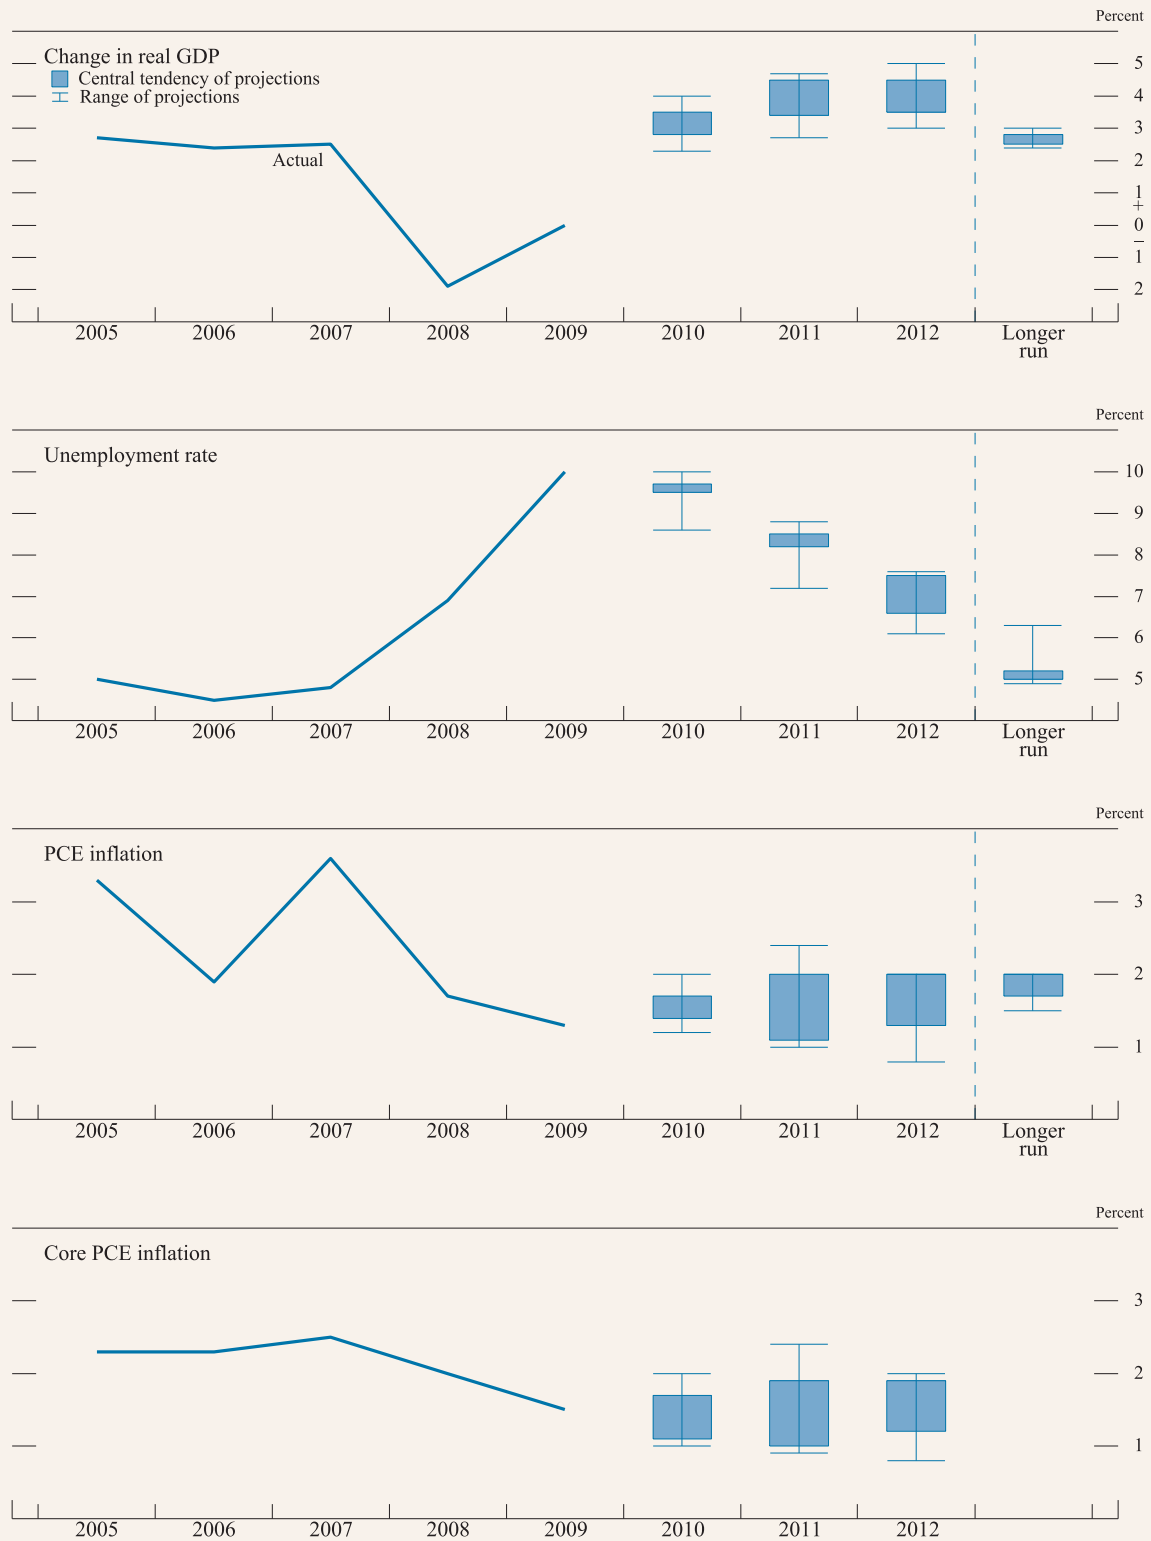 Percent
Change in real GDP
Central tendency of projections
Range of projections
Actual
5
4
3
2
1
+
0
–
1
2
2005 2006 2007 2008 2009 2010 2011 2012 Longer
run
Percent
Unemployment rate
10
9
8
7
6
5
2005 2006 2007 2008 2009 2010 2011 2012 Longer
run
Percent
PCE inflation
3
2
1
2005 2006 2007 2008 2009 2010 2011 2012 Longer
run
Percent
Core PCE inflation
3
2
1
2005 2006 2007 2008 2009 2010 2011 2012